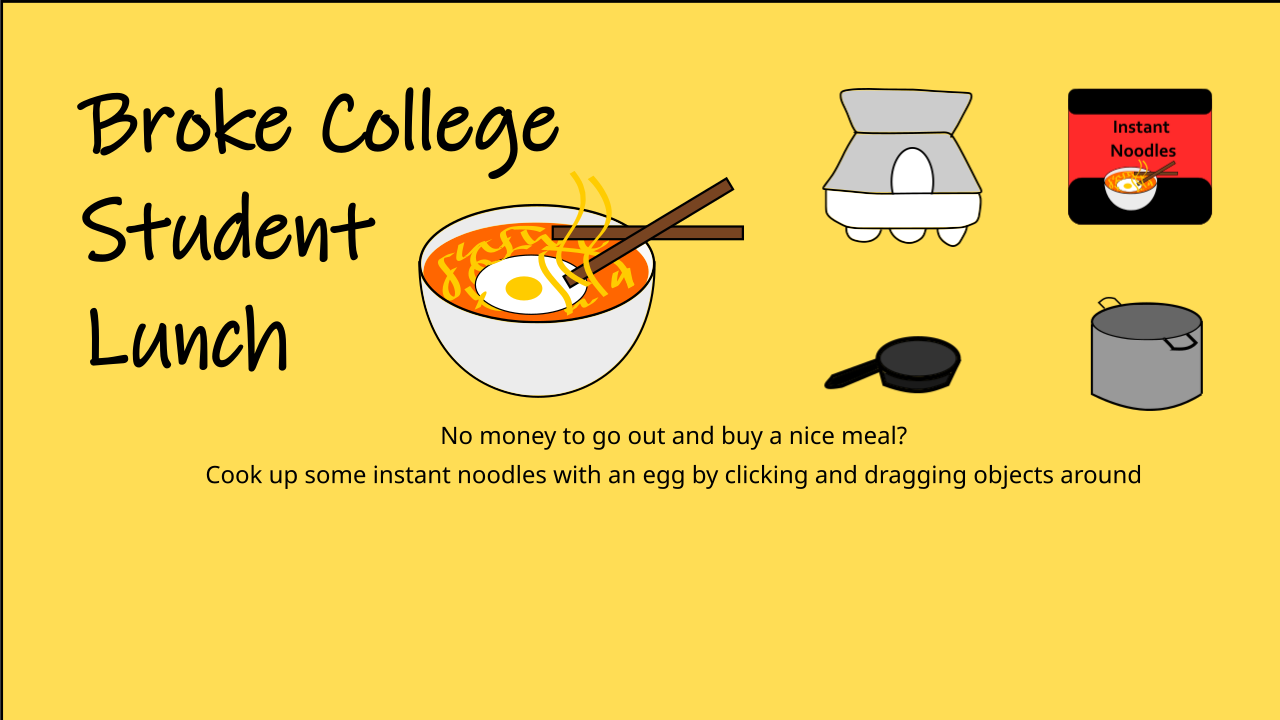 Broke College
Student
Lunch
Instant
Noodles
No money to go out and buy a nice meal?
Cook up some instant noodles with an egg by clicking and dragging objects around